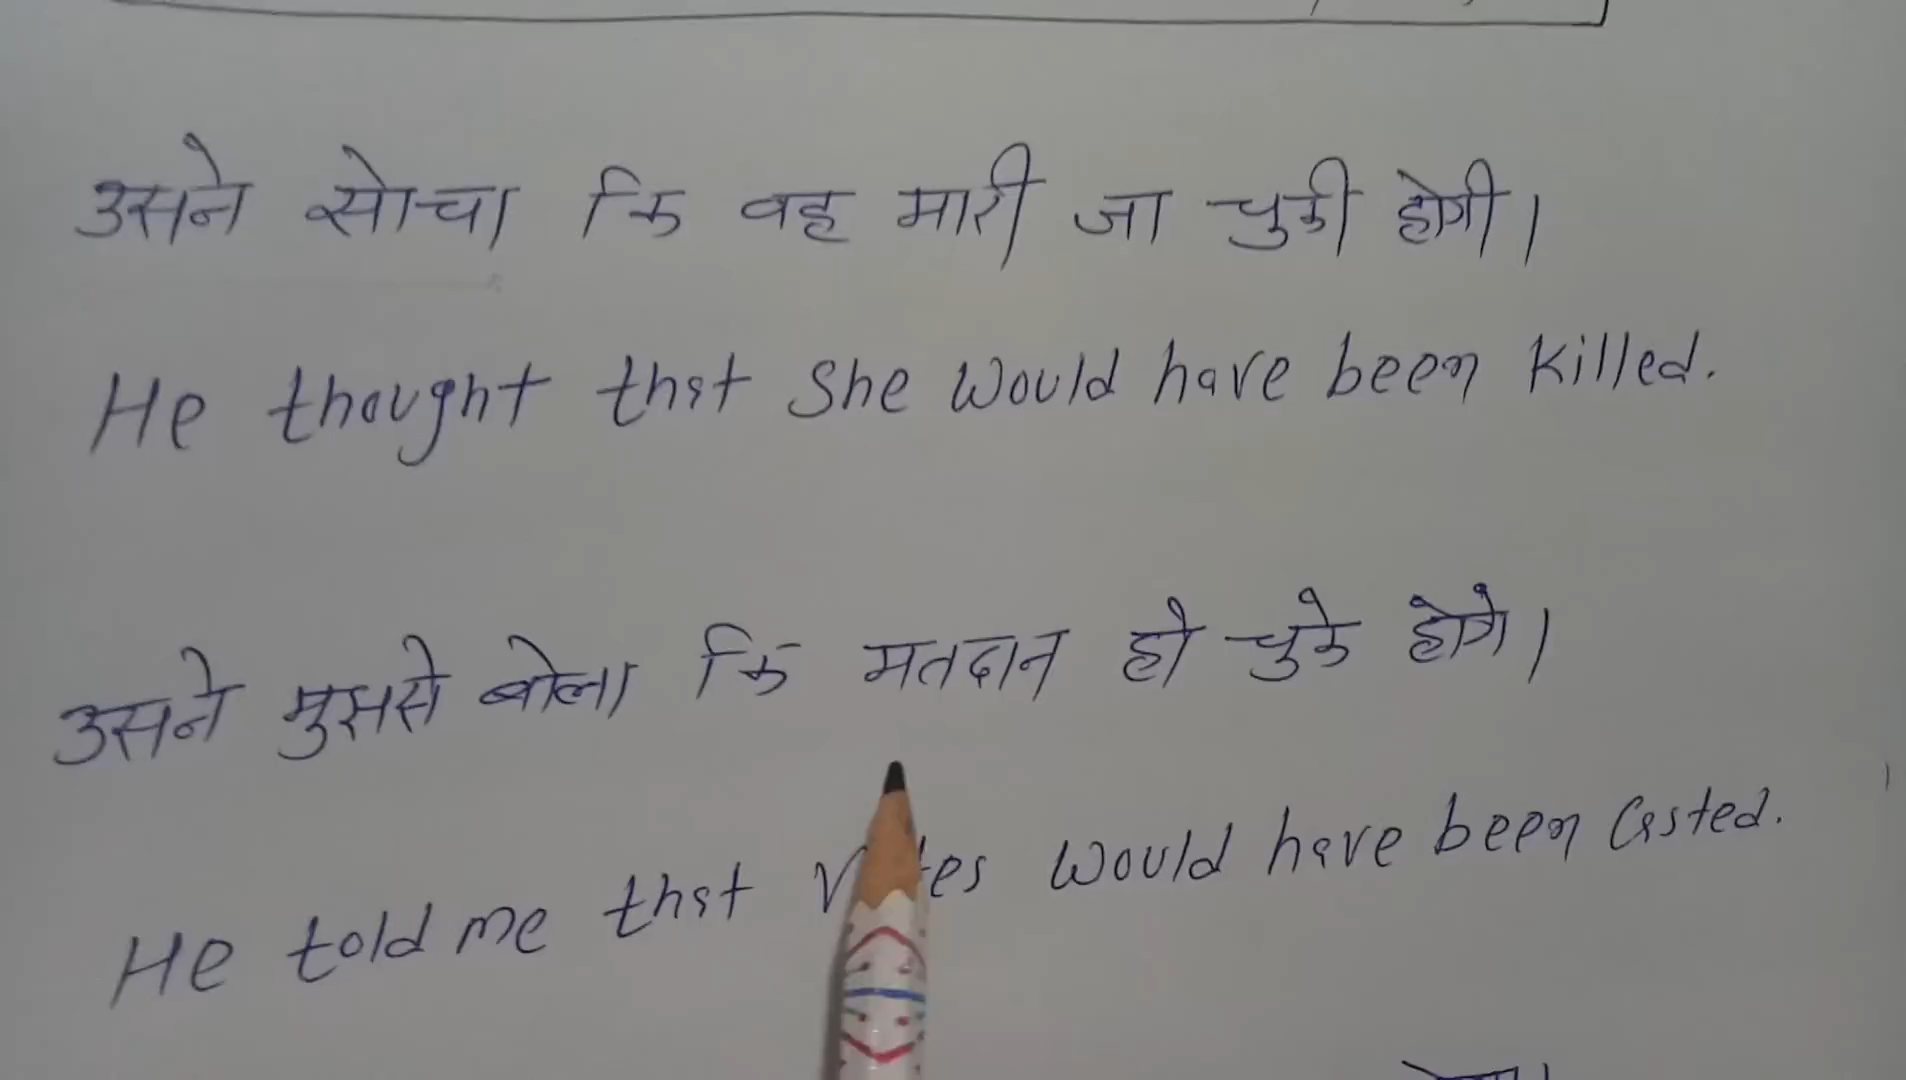 उसने सोचा कि वह मारी जा चुकी होगी।
He thought that She would have been killed.
उसने मुझसे बोला कि मतदान हो चुके होगे।
He told me that Votes would have been Casted.